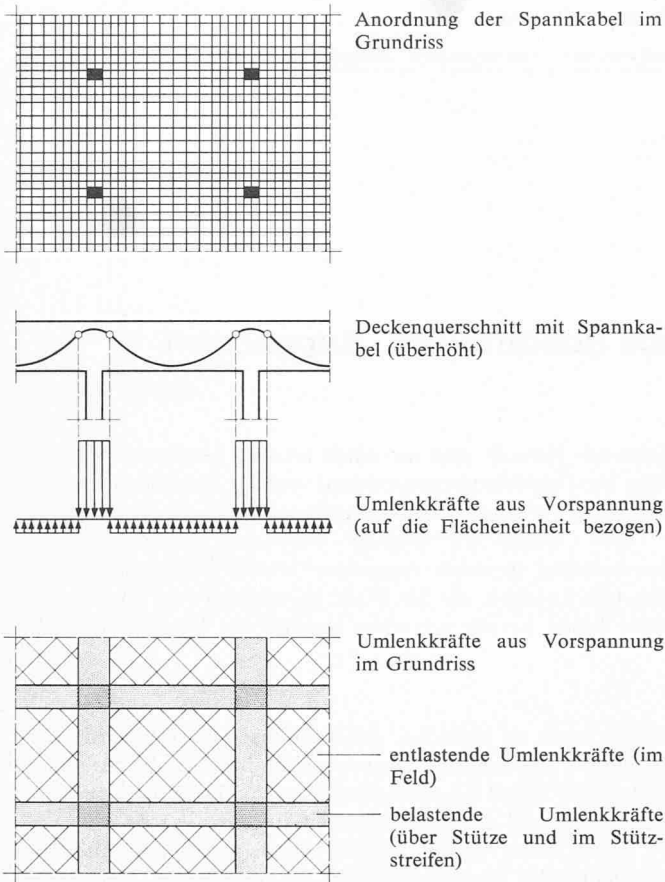 Anordnung der Spannkabel im
Grundriss
Deckenquerschnitt mit Spannka-
bel (überhöht)
Umlenkkräfte aus Vorspannung
(auf die Flächeneinheit bezogen)
Umlenkkräfte aus Vorspannung
im Grundriss
entlastende Umlenkkräfte (im
Feld)
belastende Umlenkkräfte
(über Stütze und im Stütz-
streifen)